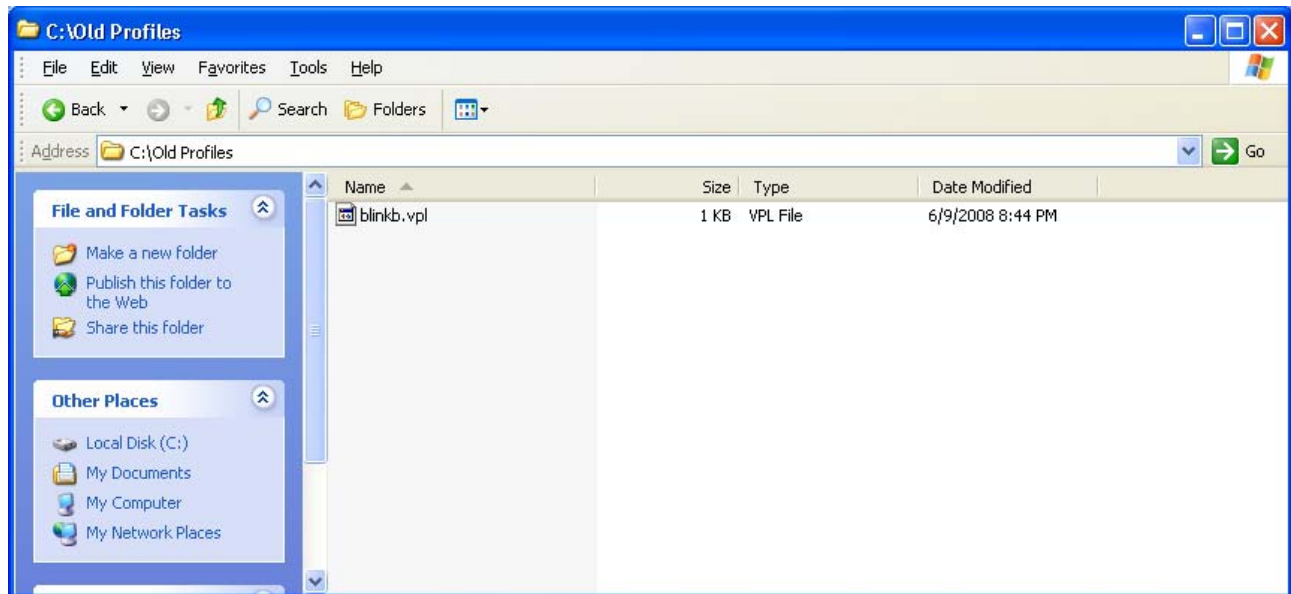 C:\Old Profiles
File Edit View Favorites Tools Help
Back Search Folders
Address C:\Old Profiles Go
Name Size Type Date Modified
blinkb.vpl 1 KB VPL File 6/9/2008 8:44 PM
File and Folder Tasks
Make a new folder
Publish this folder to
the Web
Share this folder
Other Places
Local Disk (C:)
My Documents
My Computer
My Network Places